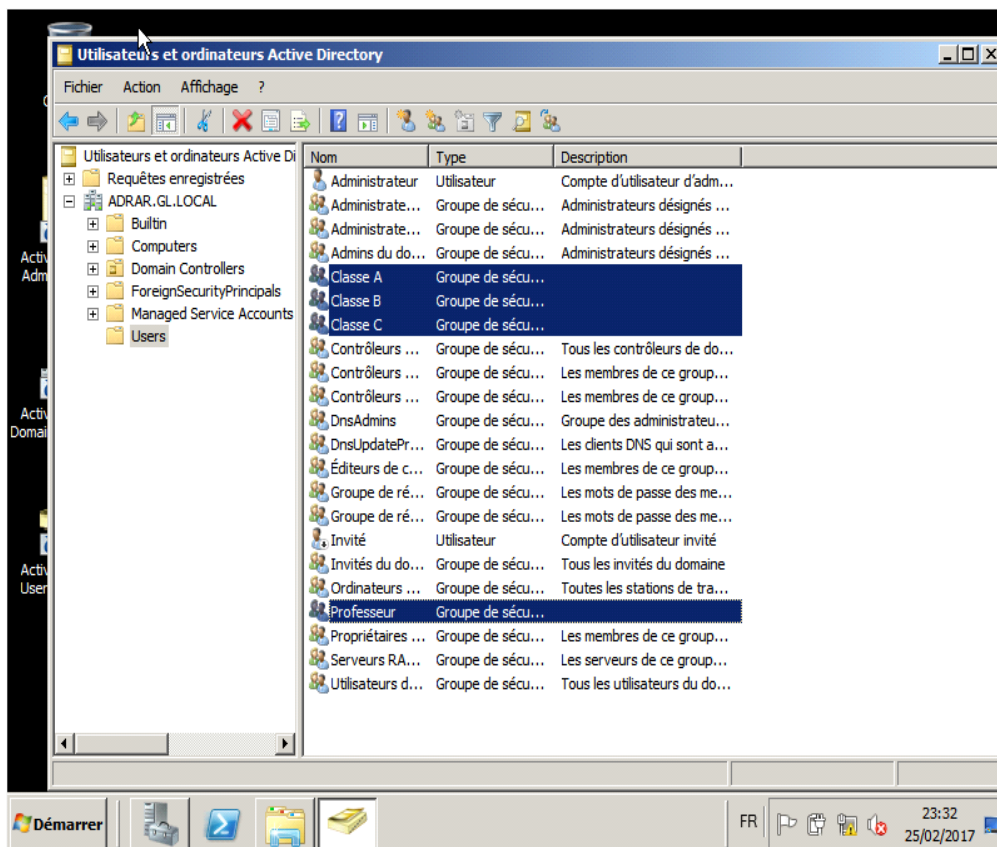 Utilisateurs et ordinateurs Active Directory
Fichier Action Affichage ?
Utilisateurs et ordinateurs Active Di
Requêtes enregistrées
ADRAR.GL.LOCAL
Builtin
Computers
Domain Controllers
ForeignSecurityPrincipals
Managed Service Accounts
Users
Nom Type Description
Administrateur Utilisateur Compte d'utilisateur d'adm...
Administrate... Groupe de sécu... Administrateurs désignés ...
Administrate... Groupe de sécu... Administrateurs désignés ...
Admins du do... Groupe de sécu... Administrateurs désignés ...
Classe A Groupe de sécu...
Classe B Groupe de sécu...
Classe C Groupe de sécu...
Contrôleurs ... Groupe de sécu... Tous les contrôleurs de do...
Contrôleurs ... Groupe de sécu... Les membres de ce group...
Contrôleurs ... Groupe de sécu... Les membres de ce group...
DnsAdmins Groupe de sécu... Groupe des administrateu...
DnsUpdatePr... Groupe de sécu... Les clients DNS qui sont a...
Éditeurs de c... Groupe de sécu... Les membres de ce group...
Groupe de ré... Groupe de sécu... Les mots de passe des me...
Groupe de ré... Groupe de sécu... Les mots de passe des me...
Invité Utilisateur Compte d'utilisateur invité
Invités du do... Groupe de sécu... Tous les invités du domaine
Ordinateurs ... Groupe de sécu... Toutes les stations de tra...
Professeur Groupe de sécu...
Propriétaires ... Groupe de sécu... Les membres de ce group...
Serveurs RA... Groupe de sécu... Les serveurs de ce group...
Utilisateurs d... Groupe de sécu... Tous les utilisateurs du do...
Activ
Adm
Activ
Domai
Activ
User
Démarrer
FR
23:32
25/02/2017